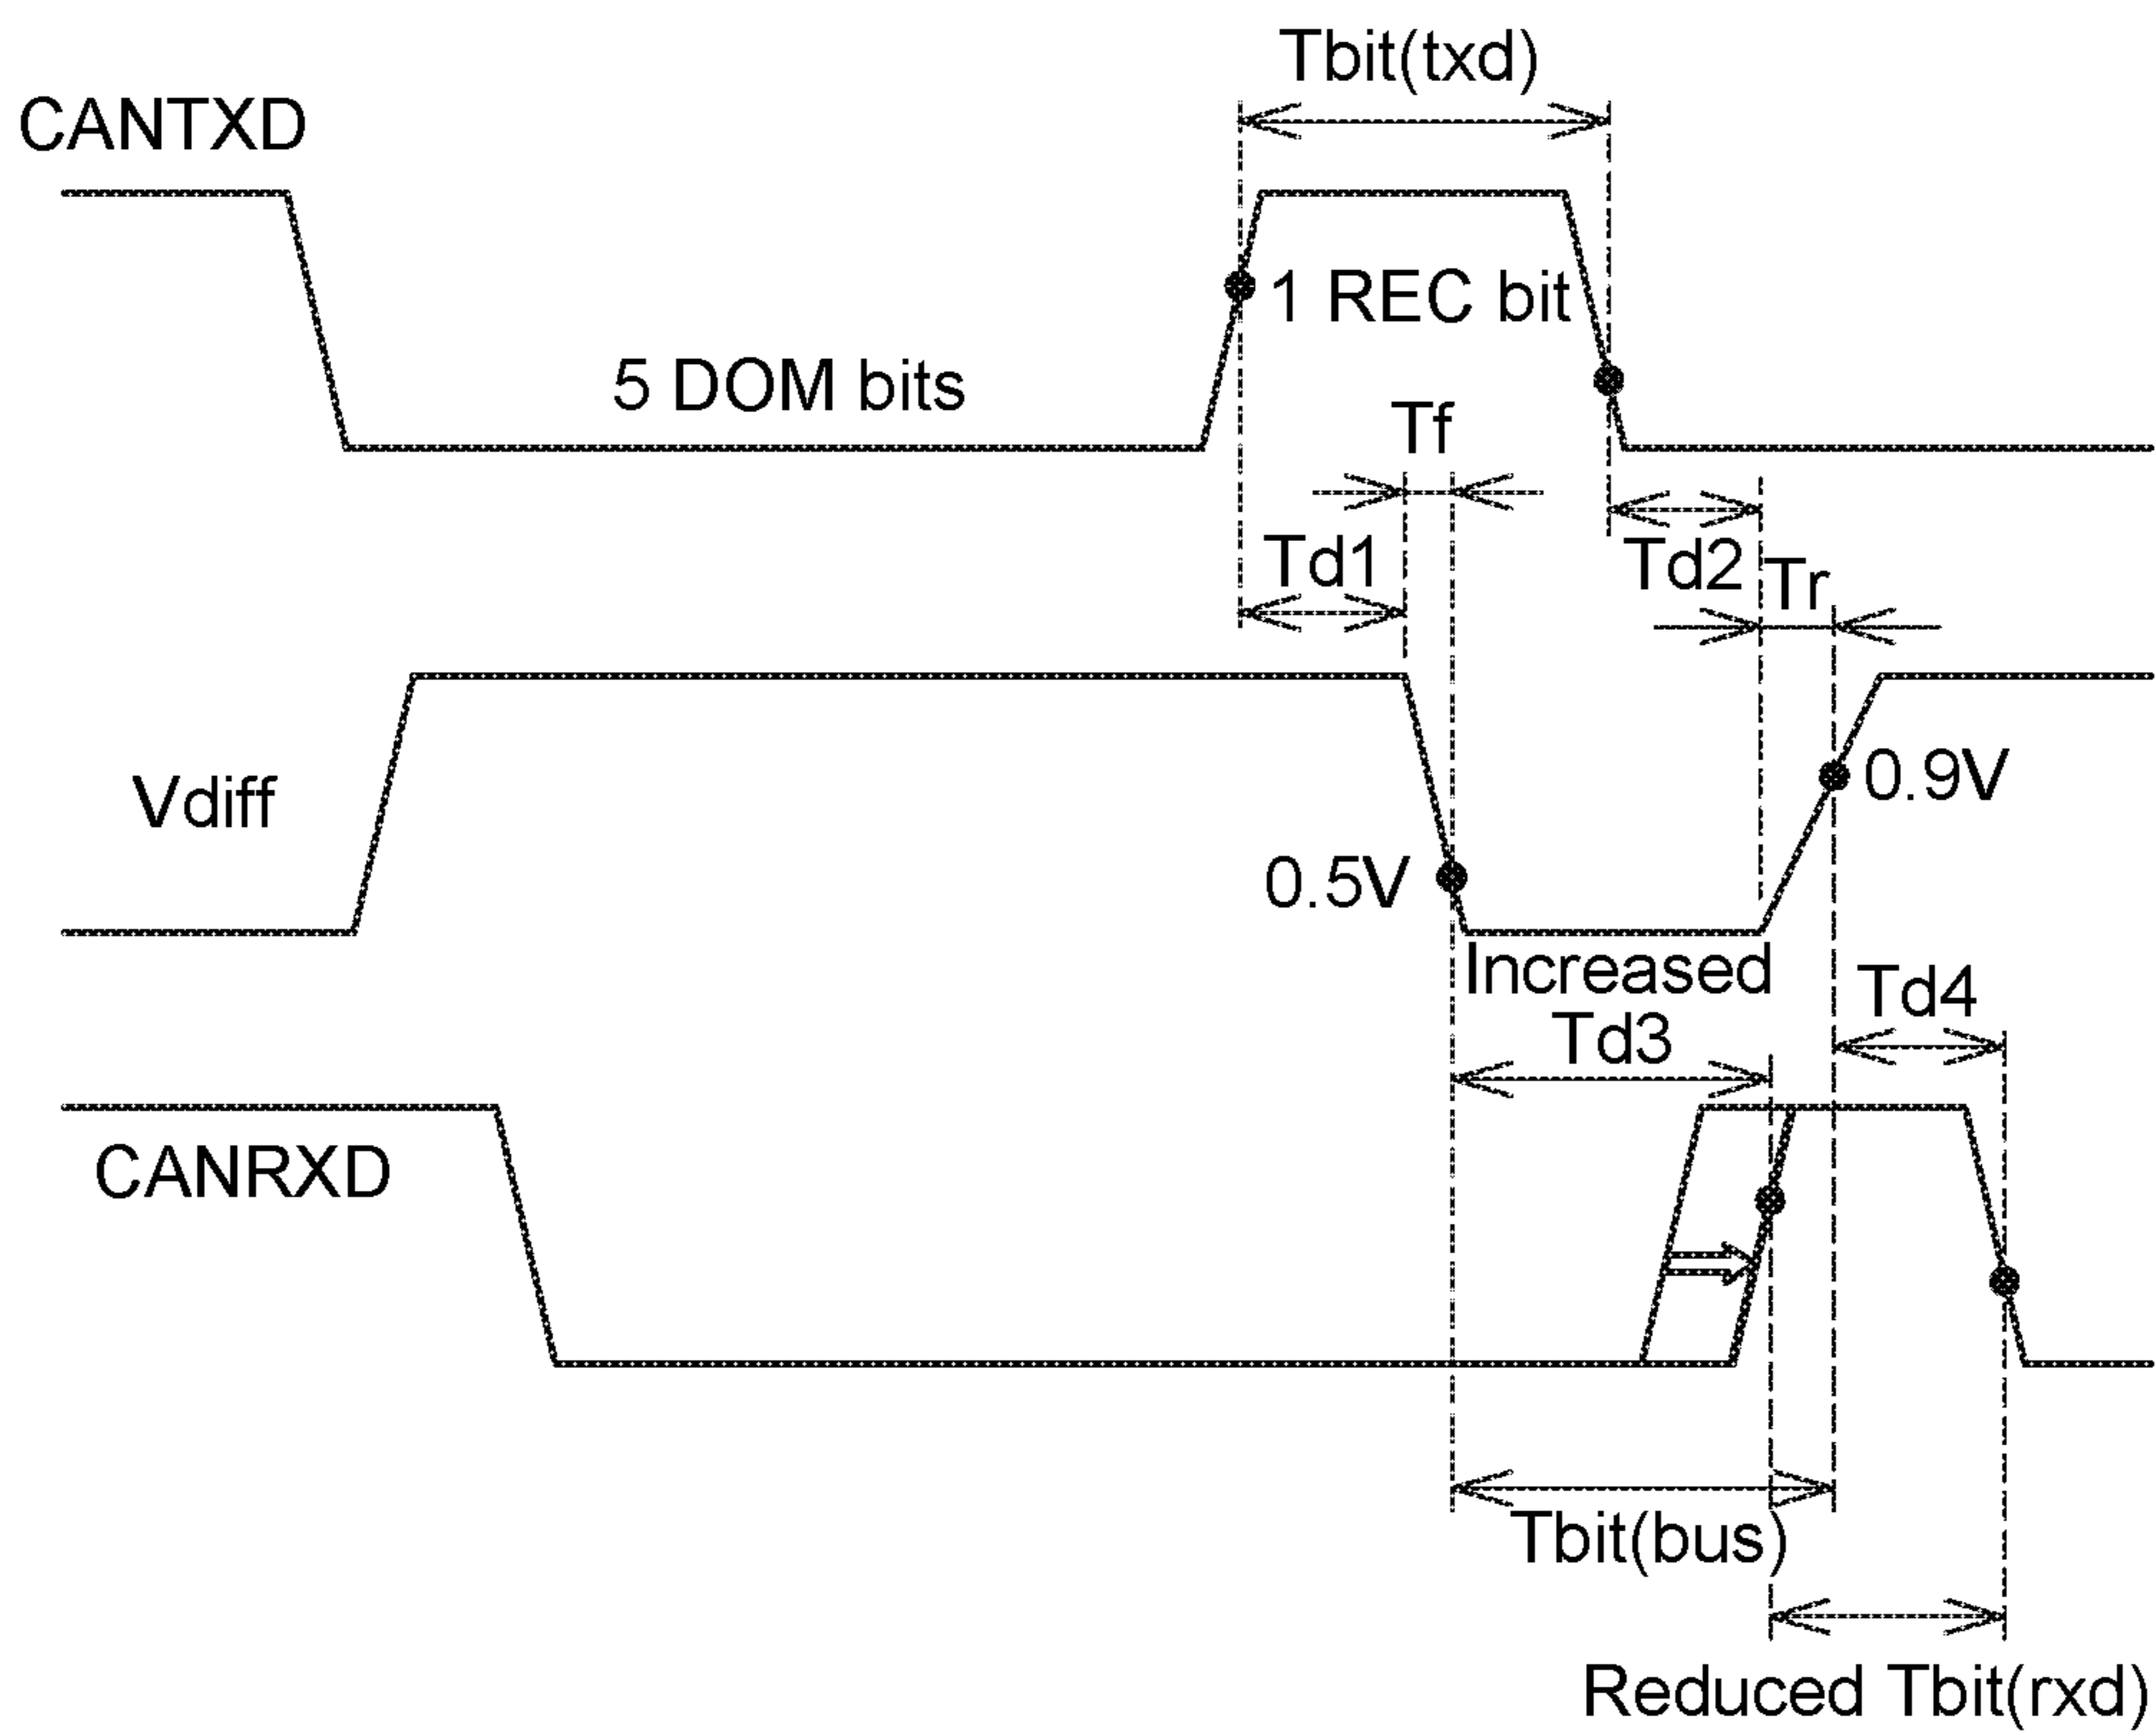 Tbit(txd)
CANTXD
1 REC bit
5 DOM bits
Tf
Td1
Td2
Tr
Vdiff
0.9V
0.5V
Increased
Td3
Td4
CANRXD
Tbit(bus)
Reduced Tbit(rxd)